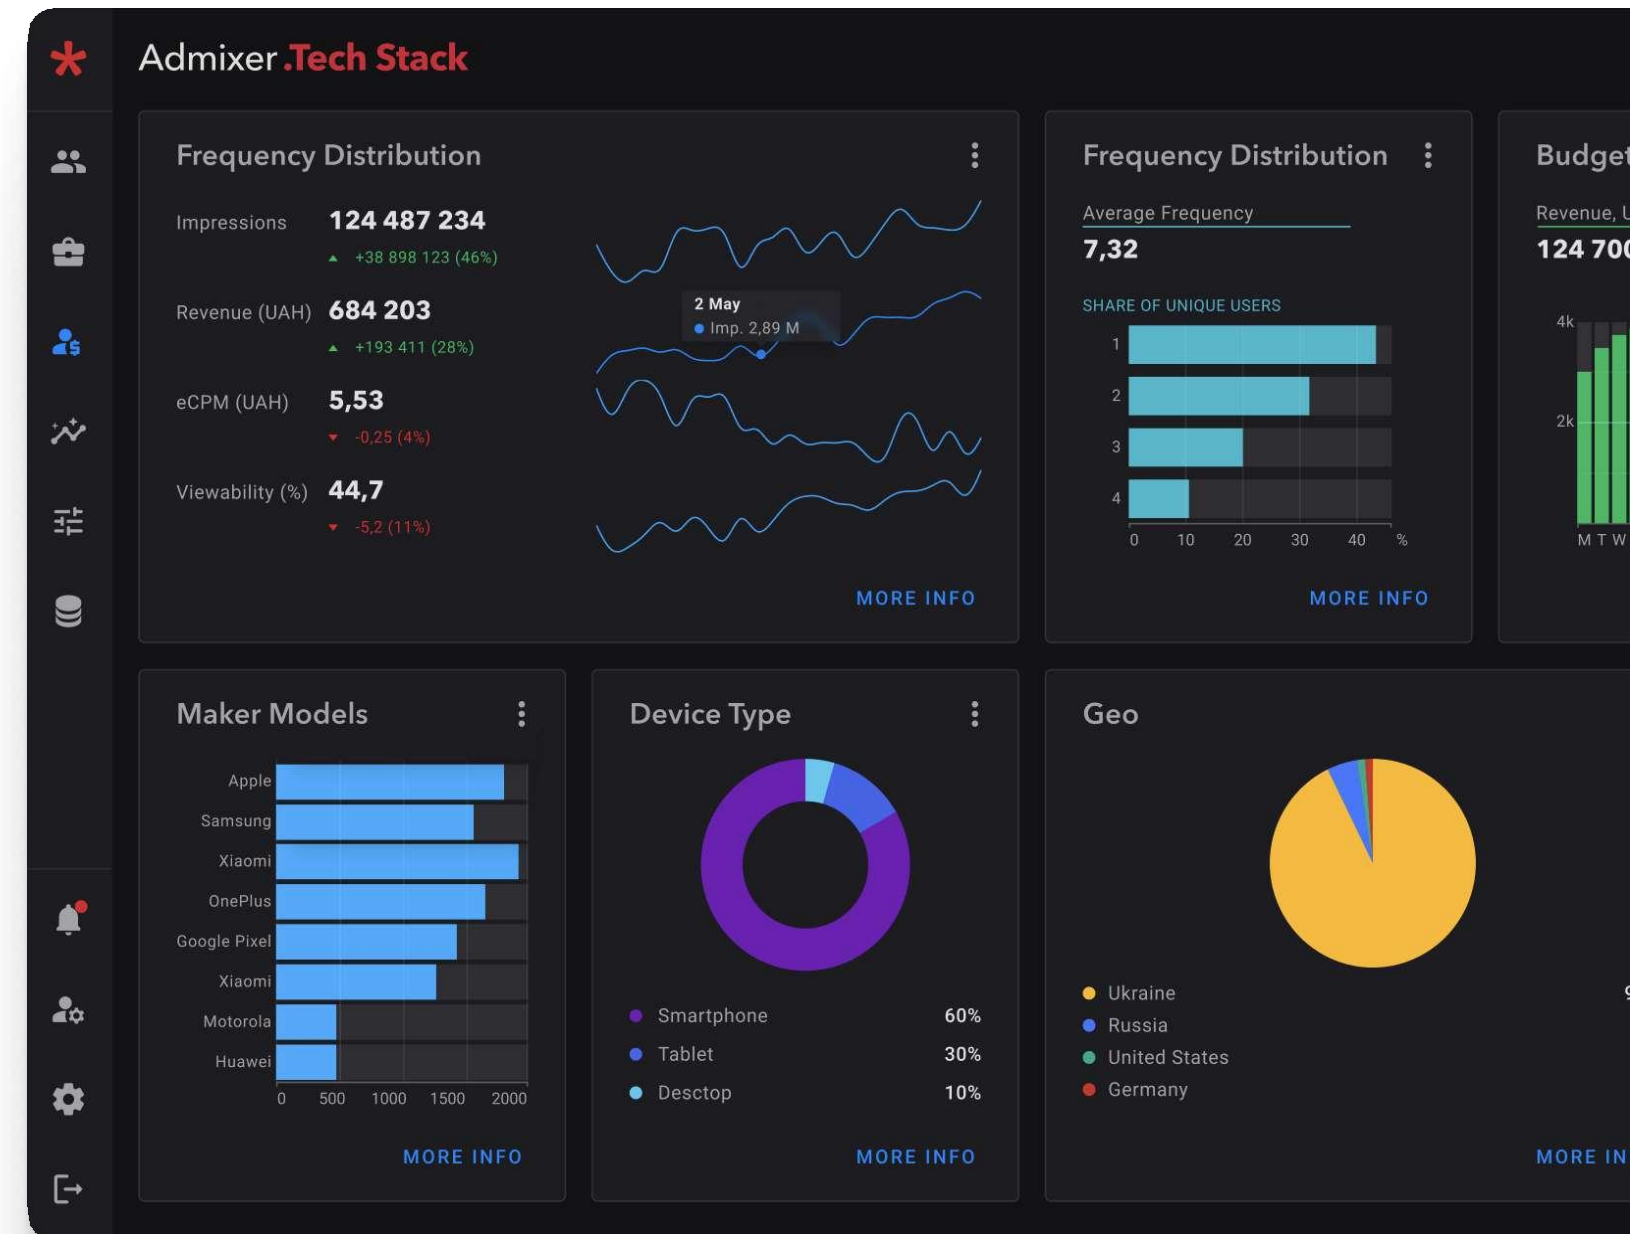 Admixer .Tech Stack
Frequency Distribution
Impressions 124 487 234
+38 898 123 (46%)
Revenue (UAH) 684 203
+193 411 (28%)
eCPM (UAH) 5,53
-0,25 (4%)
Viewability (%) 44,7
-5,2 (11%)
2 May
Imp. 2,89 M
MORE INFO
Frequency Distribution
Average Frequency
7,32
SHARE OF UNIQUE USERS
1
2
3
4
0 10 20 30 40 %
MORE INFO
Budget
Revenue, U
124 700
4k
2k
M T W
Maker Models
Apple
Samsung
Xiaomi
OnePlus
Google Pixel
Xiaomi
Motorola
Huawei
0 500 1000 1500 2000
MORE INFO
Device Type
Smartphone 60%
Tablet 30%
Desctop 10%
MORE INFO
Geo
Ukraine 9
Russia
United States
Germany
MORE IN